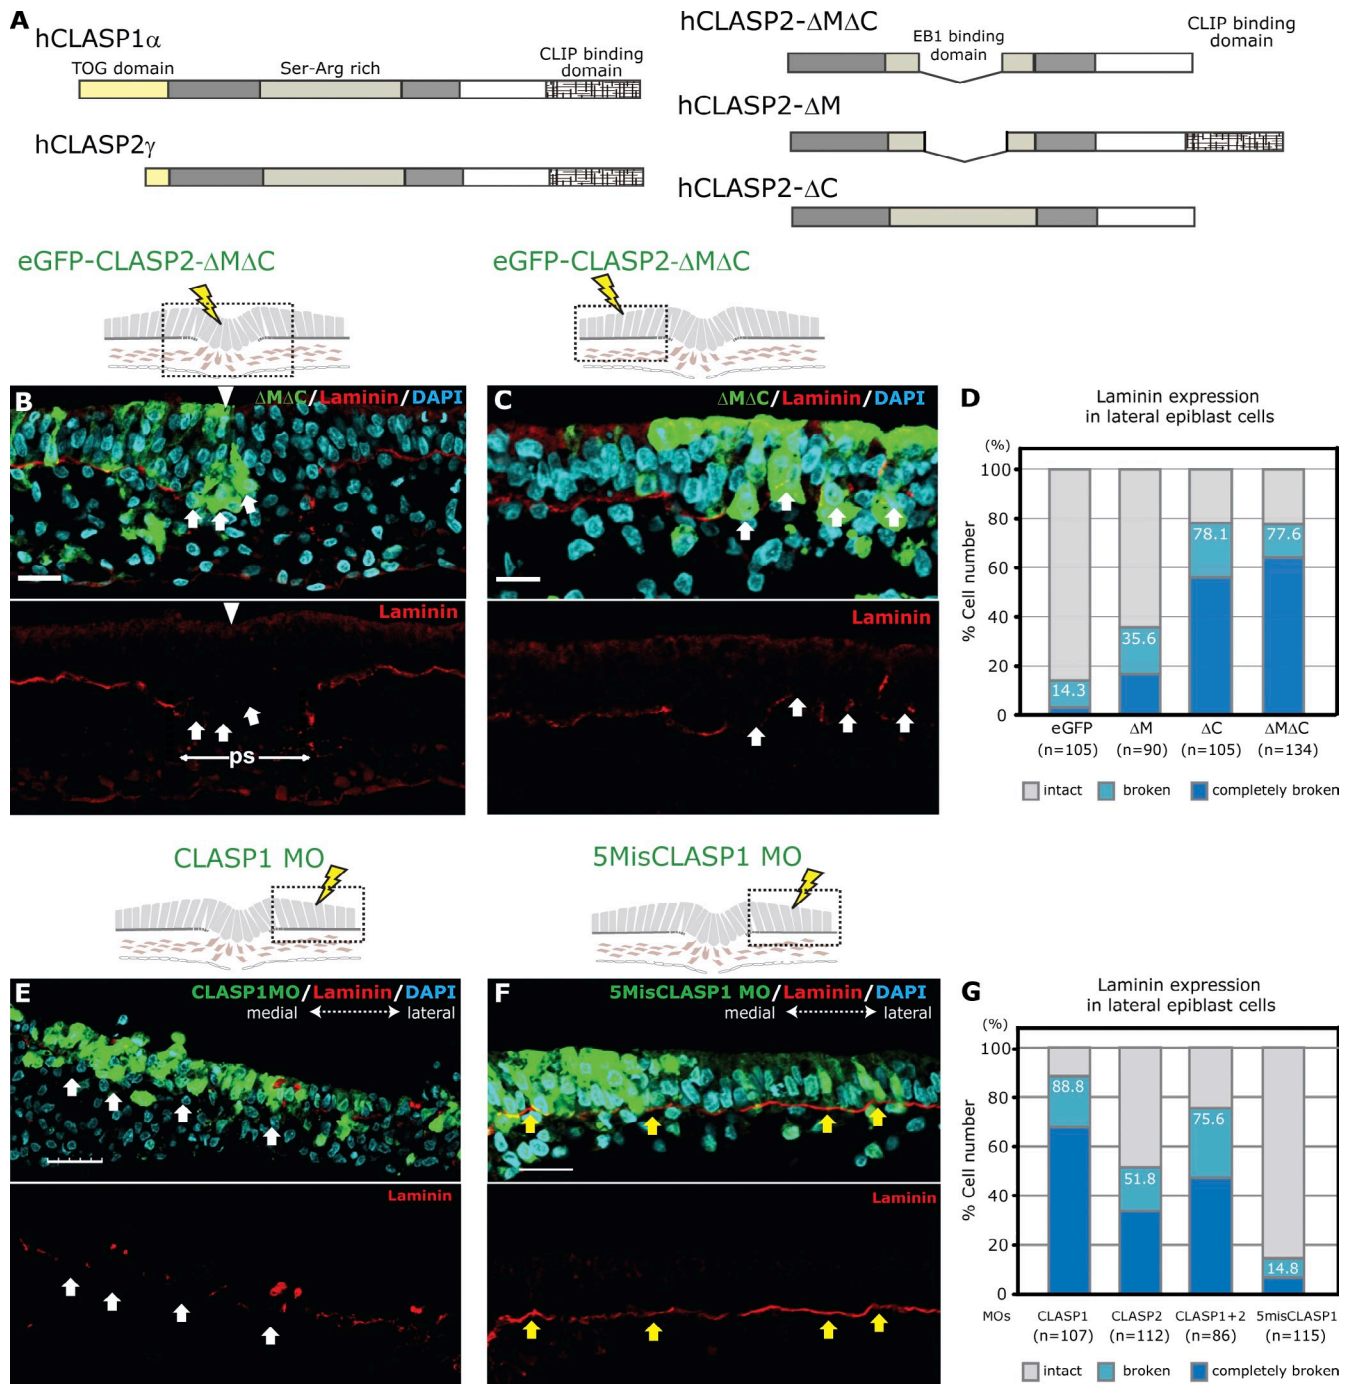 A
hCLASP1α
TOG domain
Ser-Arg rich
CLIP binding
domain
hCLASP2γ
hCLASP2-ΔMΔC
EB1 binding
domain
CLIP binding
domain
hCLASP2-ΔM
hCLASP2-ΔC
eGFP-CLASP2-ΔMΔC
eGFP-CLASP2-ΔMΔC
B
ΔMΔC/Laminin/DAPI
Laminin
ps
C
ΔMΔC/Laminin/DAPI
Laminin
D
Laminin expression
in lateral epiblast cells
(%)
% Cell number
100
80
60
40
20
0
14.3
35.6
78.1
77.6
eGFP
ΔM
ΔC
ΔMΔC
(n=105)
(n=90)
(n=105)
(n=134)
intact
broken
completely broken
CLASP1 MO
5MisCLASP1 MO
E
CLASP1MO/Laminin/DAPI
medial
lateral
Laminin
F
5MisCLASP1 MO/Laminin/DAPI
medial
lateral
Laminin
G
Laminin expression
in lateral epiblast cells
(%)
% Cell number
100
80
60
40
20
0
88.8
51.8
75.6
14.8
MOs
CLASP1
CLASP2
CLASP1+2
5misCLASP1
(n=107)
(n=112)
(n=86)
(n=115)
intact
broken
completely broken